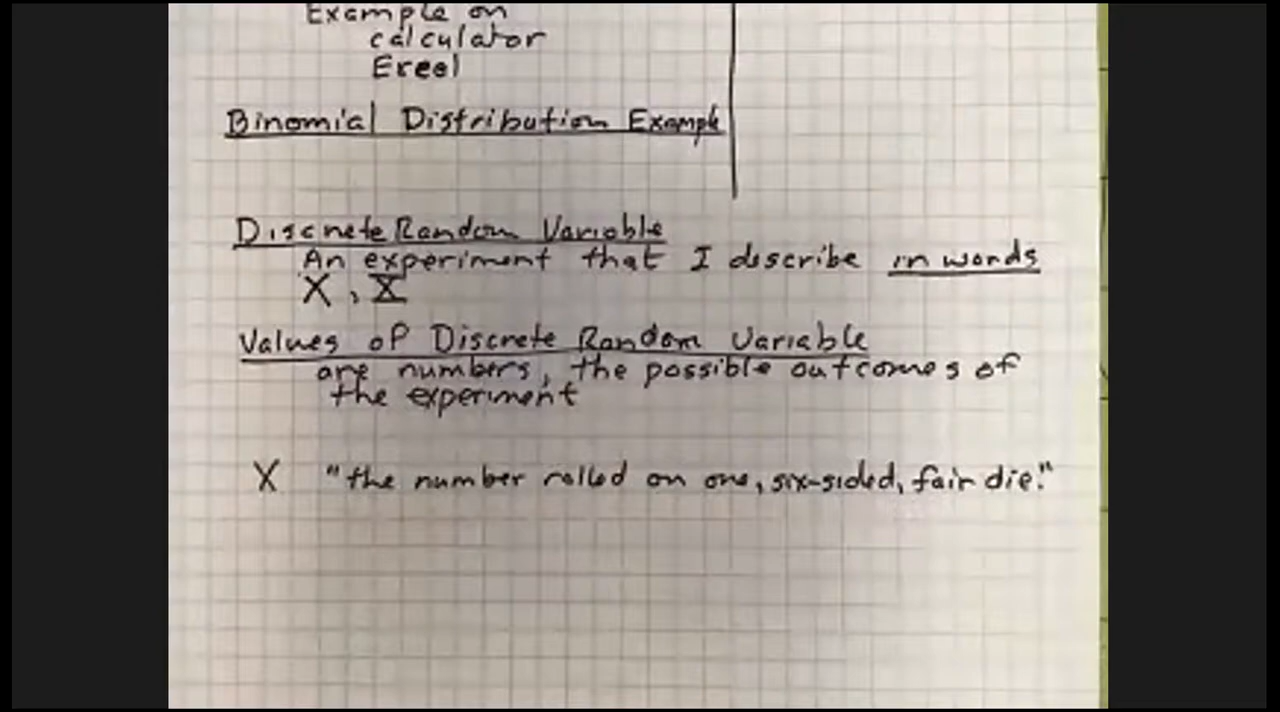 Example on
calculator
Excel
Binomial Distribution Example
Discrete Random Variable
An experiment that I describe in words
X, X
Values of Discrete Random Variable
are numbers, the possible outcomes of
the experiment
X "the number rolled on one, six-sided, fair die."